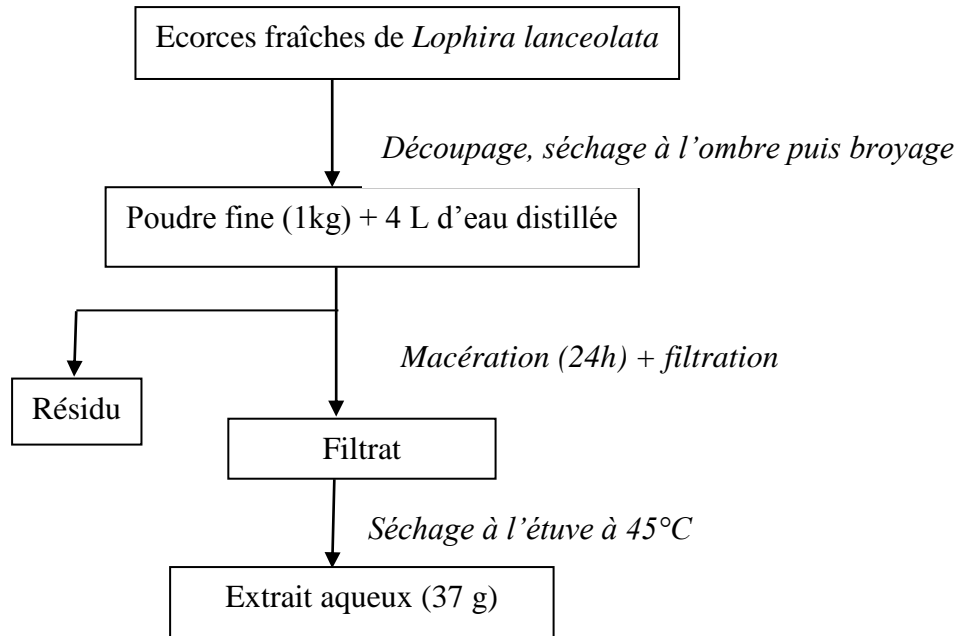 Ecorces fraîches de Lophira lanceolata
Découpage, séchage à l’ombre puis broyage
Poudre fine (1kg) + 4 L d’eau distillée
Macération (24h) + filtration
Résidu
Filtrat
Séchage à l’étuve à 45°C
Extrait aqueux (37 g)